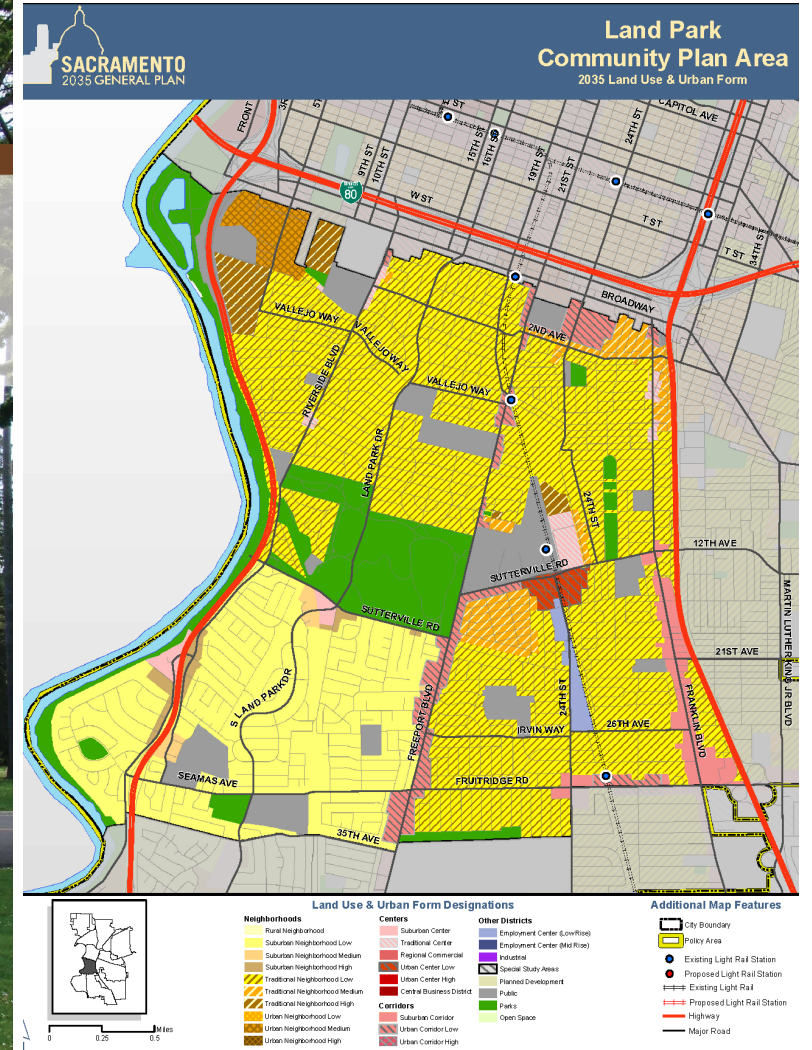 SACRAMENTO
2035 GENERAL PLAN
Land Park
Community Plan Area
2035 Land Use & Urban Form
FRONT
3R
5T
W ST
CAPITOL AVE
9TH ST
10TH ST
15TH ST
16TH ST
19TH ST
21ST ST
24TH ST
80
W ST
T ST
T ST
34TH ST
BROADWAY
VALLEJO WAY
VALLEJO WAY
2ND AVE
RIVERSIDE BLVD
VALLEJO WAY
LAND PARK DR
24TH ST
12TH AVE
SUTTERVILLE RD
SUTTERVILLE RD
MARTIN LUTHER KING JR BLVD
21ST AVE
S LAND PARK DR
FREEPORT BLVD
24TH ST
FRANKLIN BLVD
IRVIN WAY
26TH AVE
SEAMAS AVE
FRUITRIDGE RD
35TH AVE
Land Use & Urban Form Designations
Neighborhoods
Rural Neighborhood
Suburban Neighborhood Low
Suburban Neighborhood Medium
Suburban Neighborhood High
Traditional Neighborhood Low
Traditional Neighborhood Medium
Traditional Neighborhood High
Urban Neighborhood Low
Urban Neighborhood Medium
Urban Neighborhood High
Centers
Suburban Center
Traditional Center
Regional Commercial
Urban Center Low
Urban Center High
Central Business District
Corridors
Suburban Corridor
Urban Corridor Low
Urban Corridor High
Other Districts
Employment Center (Low Rise)
Employment Center (Mid Rise)
Industrial
Special Study Areas
Planned Development
Public
Parks
Open Space
Additional Map Features
City Boundary
Policy Area
Existing Light Rail Station
Proposed Light Rail Station
Existing Rail
Proposed Light Rail Station
Highway
Major Road
Miles
0 0.25 0.5